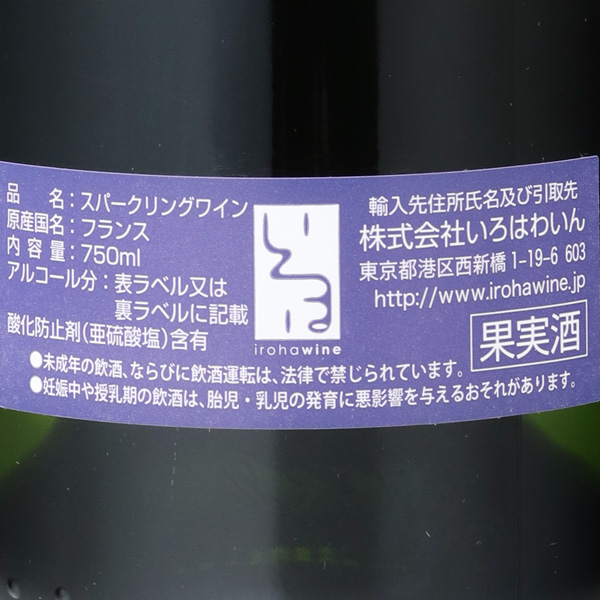 品　名：スパークリングワイン
原産国名：フランス
内 容 量：750ml
アルコール分：表ラベル又は
裏ラベルに記載
酸化防止剤(亜硫酸塩)含有
いろは
irohawine
輸入先住所氏名及び引取先
株式会社いろはわいん
東京都港区西新橋1-19-6 603
http://www.irohawine.jp
果実酒
●未成年の飲酒、ならびに飲酒運転は、法律で禁じられています。
●妊娠中や授乳期の飲酒は、胎児・乳児の発育に悪影響を与えるおそれがあります。